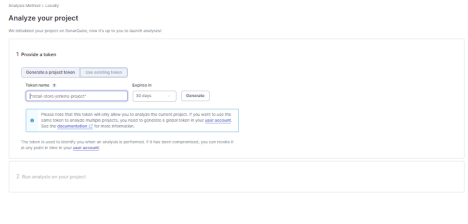 Analysis Method › Locally
Analyze your project
We initialized your project on SonarQube, now it's up to you to launch analyses!
1 Provide a token
Generate a project token Use existing token
Token name Expires in
"retail-store-jenkins project" 30 days Generate
Please note that this token will only allow you to analyze the current project. If you want to use the
same token to analyze multiple projects, you need to generate a global token in your user account.
See the documentation for more information.
The token is used to identify you when an analysis is performed. If it has been compromised, you can revoke it
at any point in time in your user account.
2 Run analysis on your project